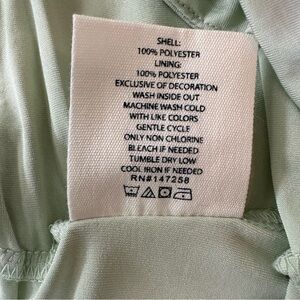 SHELL:
100% POLYESTER
LINING:
100% POLYESTER
EXCLUSIVE OF DECORATION
WASH INSIDE OUT
MACHINE WASH COLD
WITH LIKE COLORS
GENTLE CYCLE
ONLY NON CHLORINE
BLEACH IF NEEDED
TUMBLE DRY LOW
COOL IRON IF NEEDED
RN#147258